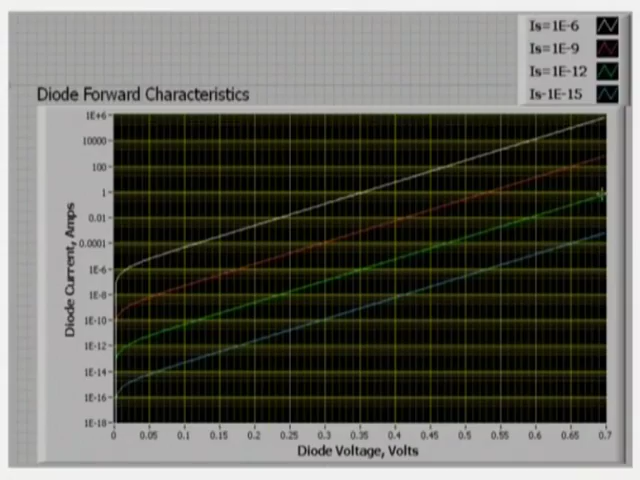 Is=1E-6
Is=1E-9
Is=1E-12
Is-1E-15
Diode Forward Characteristics
1E+6
10000
100
1
0.01
0.0001
1E-6
1E-8
1E-10
1E-12
1E-14
1E-16
1E-18
Diode Current, Amps
0 0.05 0.1 0.15 0.2 0.25 0.3 0.35 0.4 0.45 0.5 0.55 0.6 0.65 0.7
Diode Voltage, Volts